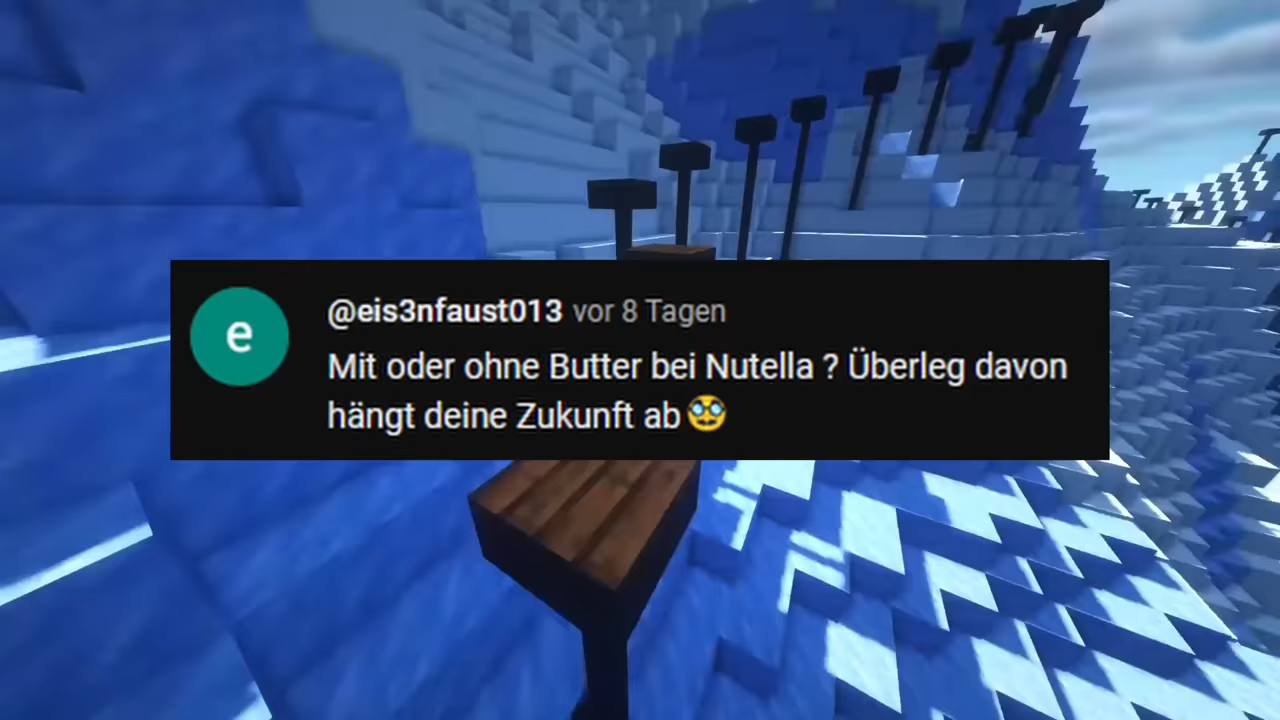 e
@eis3nfaust013 vor 8 Tagen
Mit oder ohne Butter bei Nutella ? Überleg davon
hängt deine Zukunft ab🥸